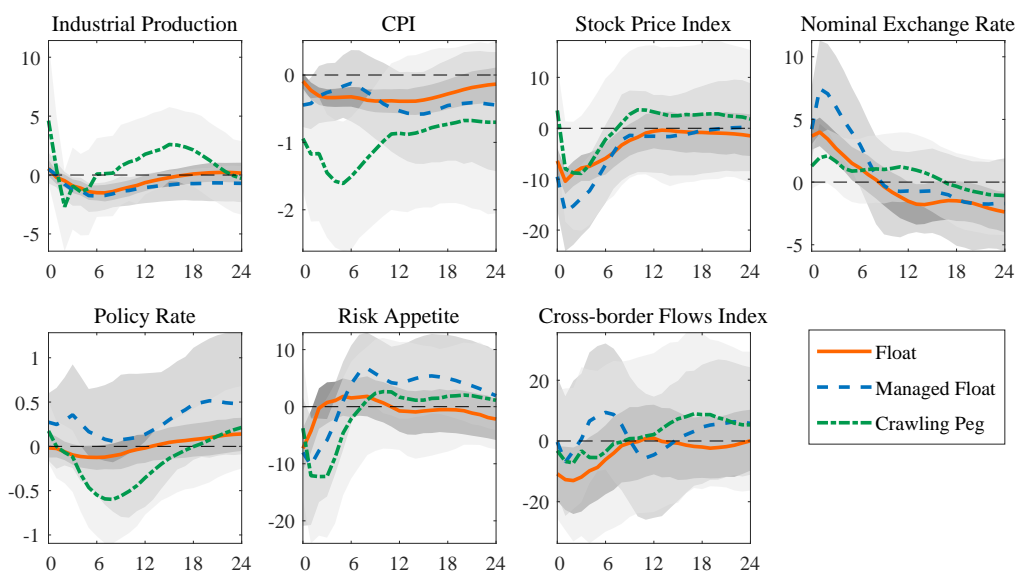 Industrial Production
CPI
Stock Price Index
Nominal Exchange Rate
10
5
0
-5
0 6 12 18 24
0
-1
-2
0 6 12 18 24
10
0
-10
-20
0 6 12 18 24
10
5
0
-5
0 6 12 18 24
Policy Rate
Risk Appetite
Cross-border Flows Index
1
0.5
0
-0.5
-1
0 6 12 18 24
10
0
-10
-20
0 6 12 18 24
20
0
-20
0 6 12 18 24
Float
Managed Float
Crawling Peg